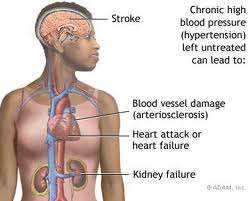 Stroke
Chronic high
blood pressure
(hypertension)
left untreated
can lead to:
Blood vessel damage
(arteriosclerosis)
Heart attack or
heart failure
Kidney failure
© ADAM, Inc.